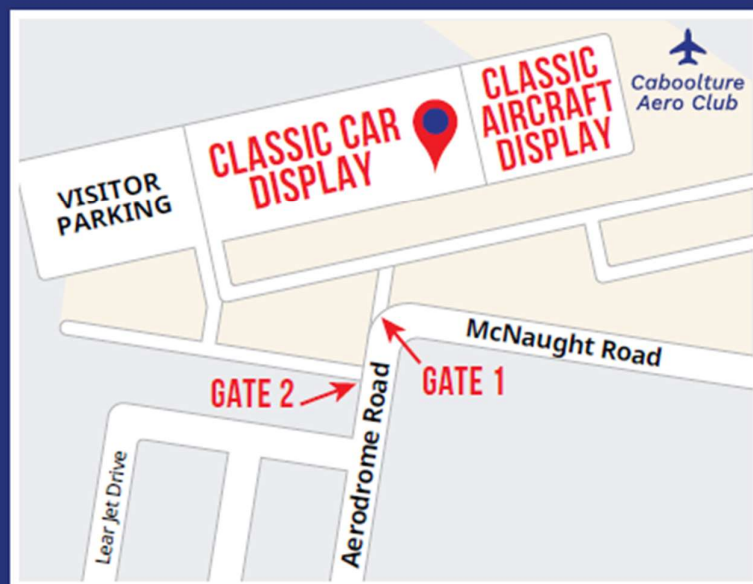 CLASSIC
AIRCRAFT
DISPLAY
Caboolture
Aero Club
CLASSIC CAR
DISPLAY
VISITOR
PARKING
McNaught Road
GATE 1
GATE 2
Aerodrome Road
Lear Jet Drive